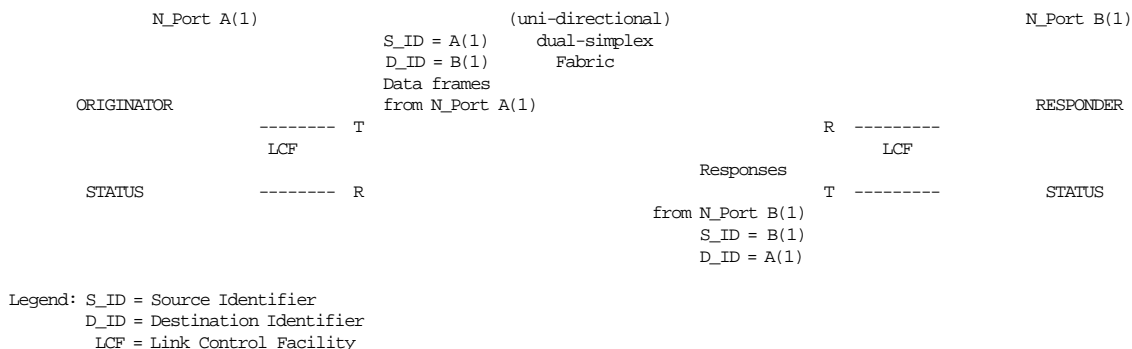 N_Port A(1) (uni-directional) N_Port B(1)
S_ID = A(1) dual-simplex
D_ID = B(1) Fabric
Data frames
ORIGINATOR from N_Port A(1) RESPONDER
-------- T R ---------
LCF LCF
Responses
STATUS -------- R T --------- STATUS
from N_Port B(1)
S_ID = B(1)
D_ID = A(1)
Legend: S_ID = Source Identifier
D_ID = Destination Identifier
LCF = Link Control Facility